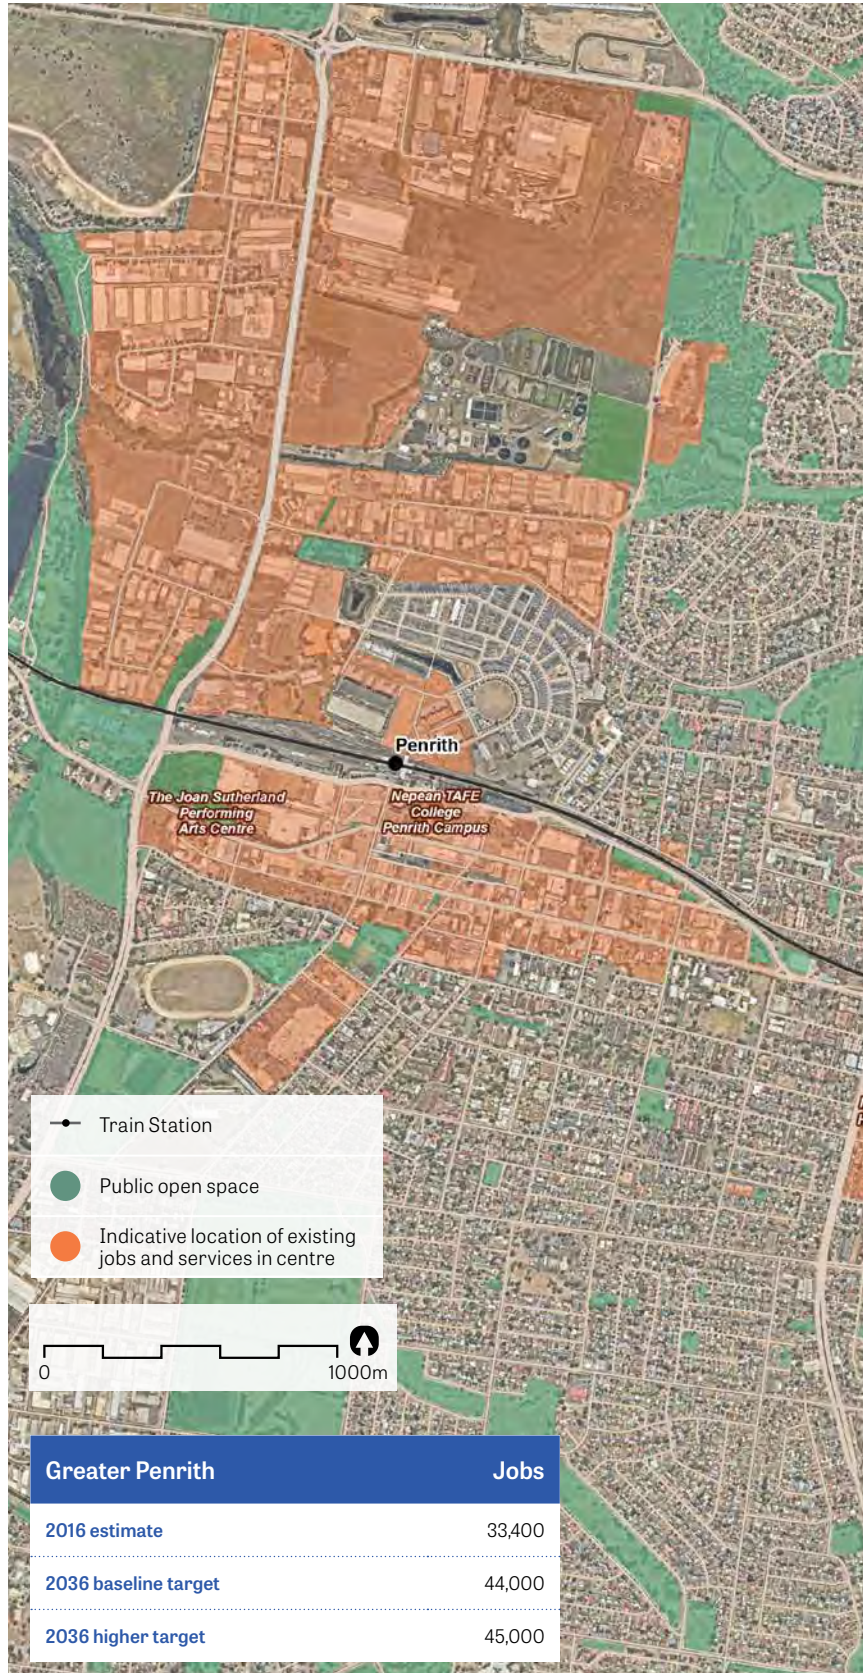 Penrith
The Joan Sutherland
Performing
Arts Centre
Nepean TAFE
College
Penrith Campus
Train Station
Public open space
Indicative location of existing
jobs and services in centre
0 1000m
Greater Penrith Jobs
2016 estimate 33,400
2036 baseline target 44,000
2036 higher target 45,000